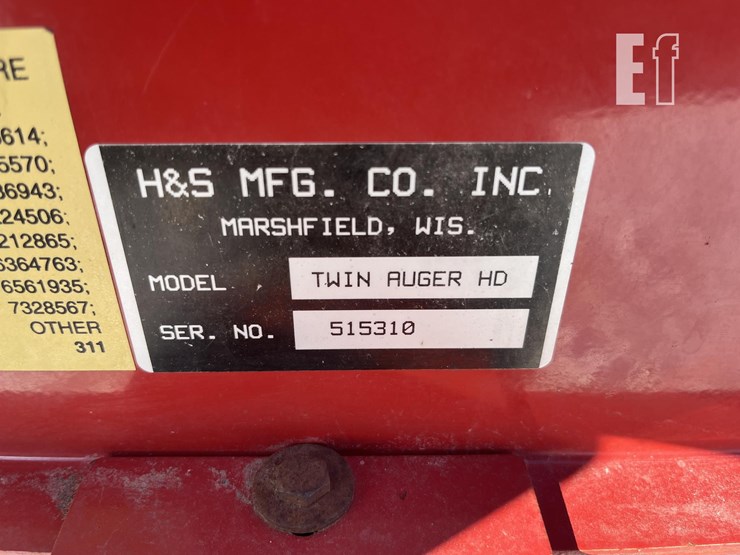 Ef
RE
614;
5570;
36943;
24506;
212865;
6364763;
6561935;
7328567;
OTHER
311
H&S MFG. CO. INC.
MARSHFIELD, WIS.
MODEL TWIN AUGER HD
SER. NO. 515310